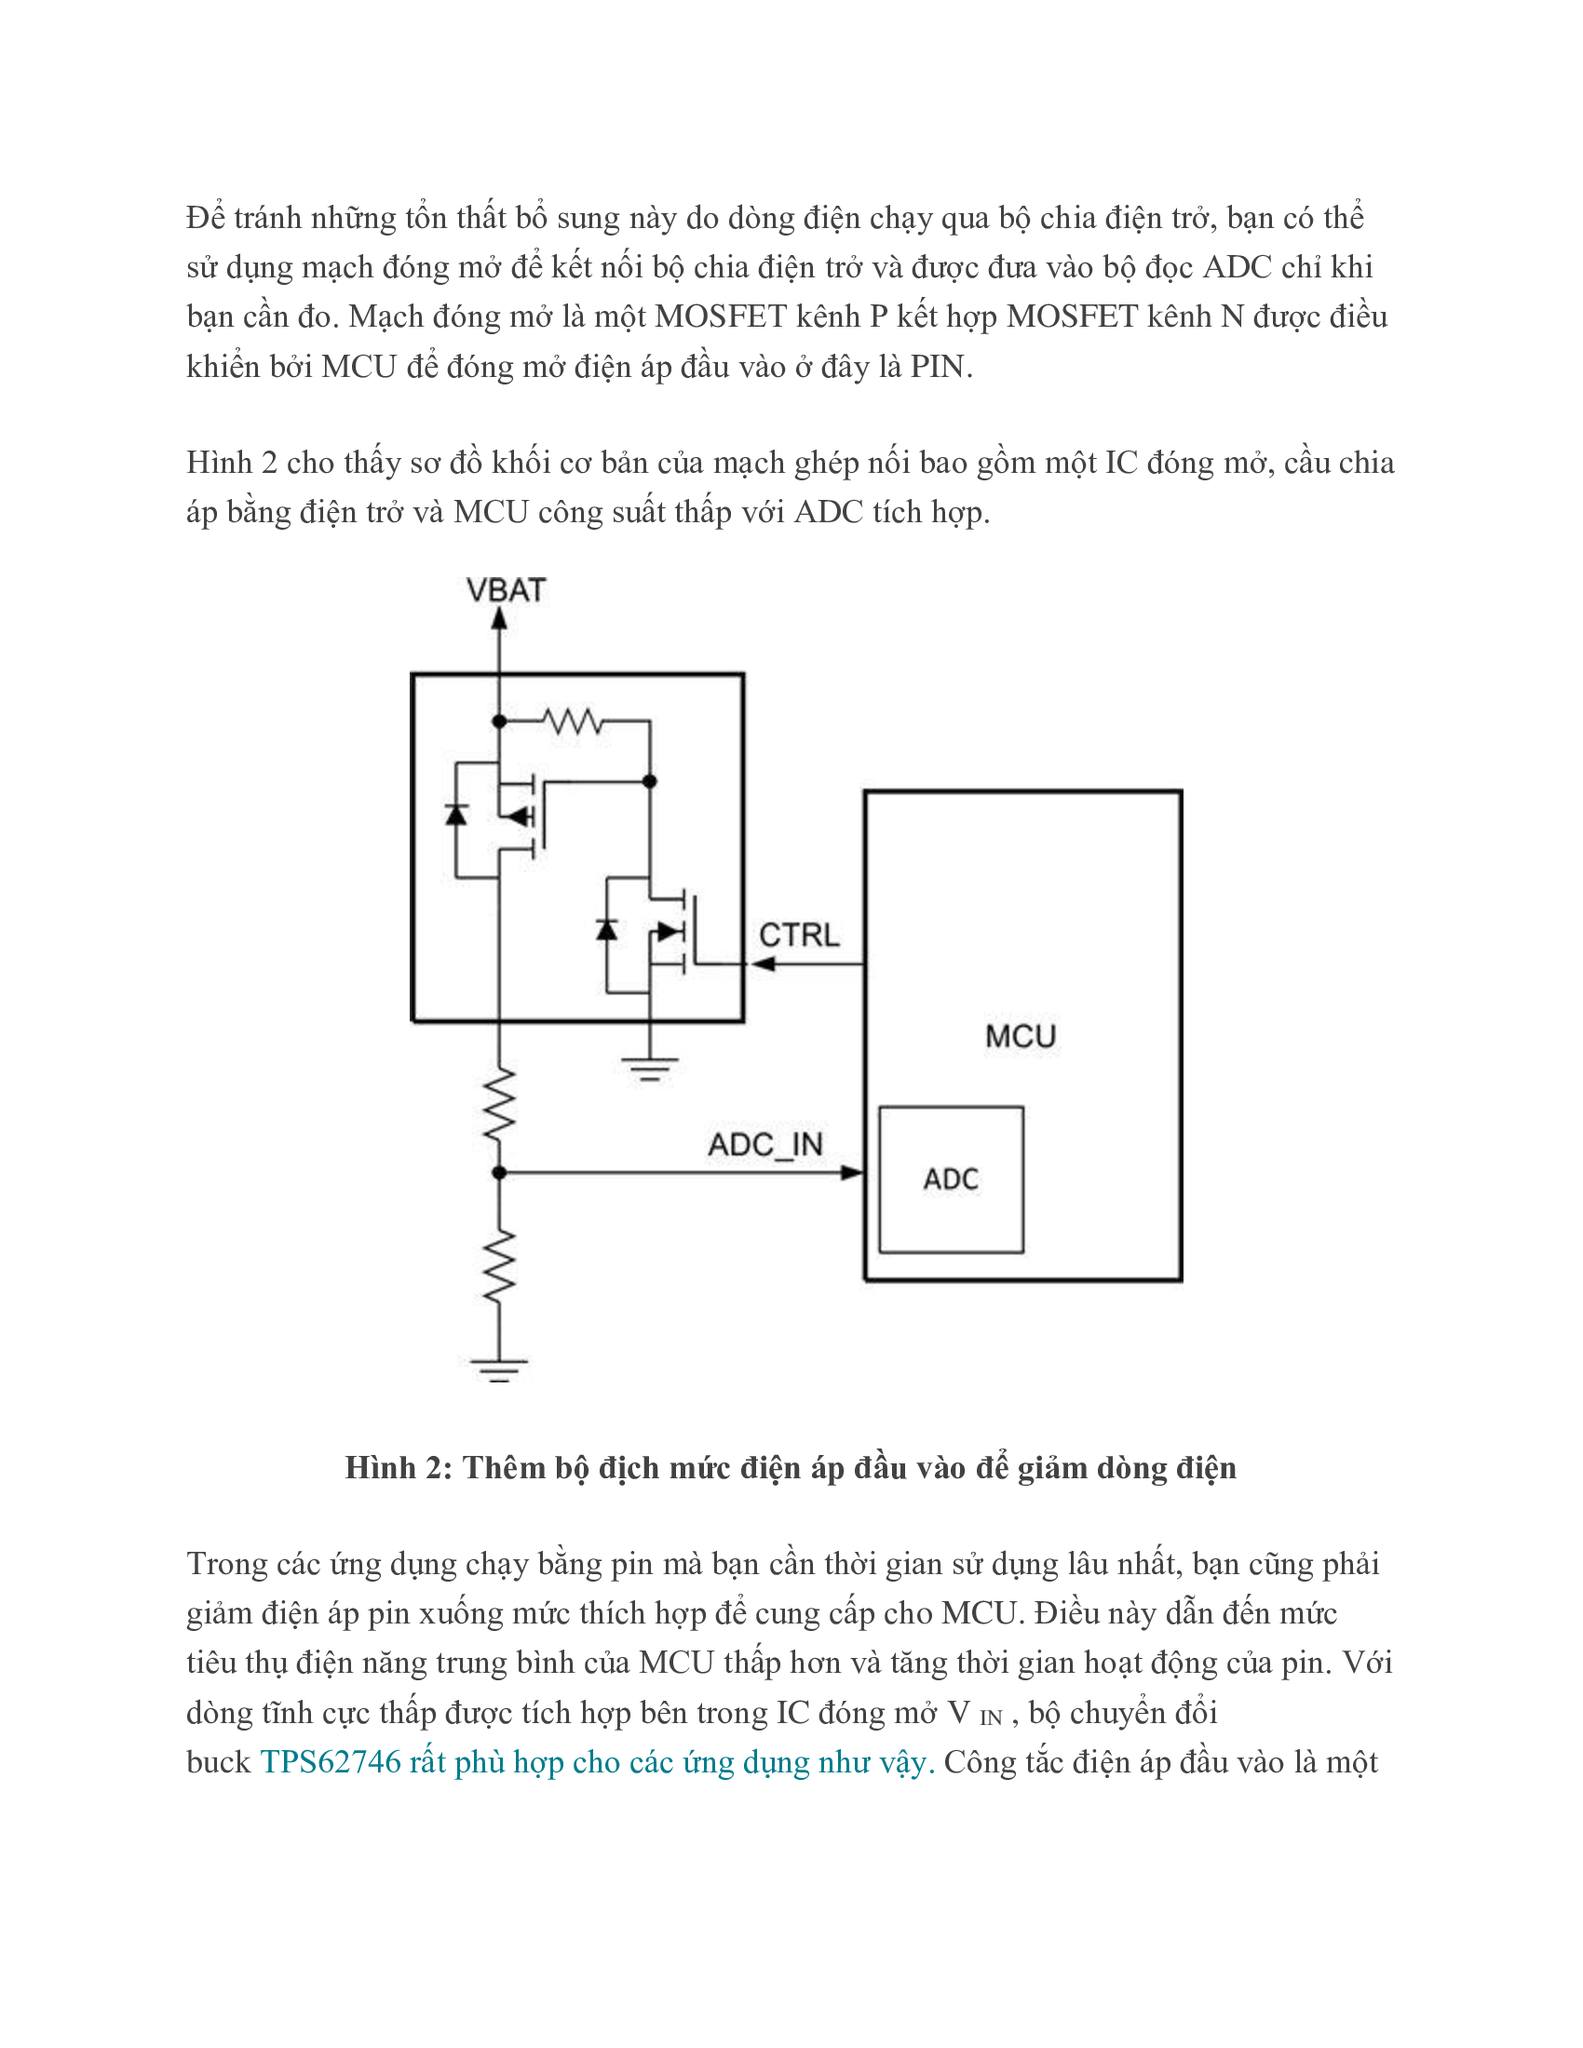 Để tránh những tổn thất bổ sung này do dòng điện chạy qua bộ chia điện trở, bạn có thể
sử dụng mạch đóng mở để kết nối bộ chia điện trở và được đưa vào bộ đọc ADC chỉ khi
bạn cần đo. Mạch đóng mở là một MOSFET kênh P kết hợp MOSFET kênh N được điều
khiển bởi MCU để đóng mở điện áp đầu vào ở đây là PIN.
Hình 2 cho thấy sơ đồ khối cơ bản của mạch ghép nối bao gồm một IC đóng mở, cầu chia
áp bằng điện trở và MCU công suất thấp với ADC tích hợp.
VBAT
CTRL
MCU
ADC_IN
ADC
Hình 2: Thêm bộ dịch mức điện áp đầu vào để giảm dòng điện
Trong các ứng dụng chạy bằng pin mà bạn cần thời gian sử dụng lâu nhất, bạn cũng phải
giảm điện áp pin xuống mức thích hợp để cung cấp cho MCU. Điều này dẫn đến mức
tiêu thụ điện năng trung bình của MCU thấp hơn và tăng thời gian hoạt động của pin. Với
dòng tĩnh cực thấp được tích hợp bên trong IC đóng mở V IN , bộ chuyển đổi
buck TPS62746 rất phù hợp cho các ứng dụng như vậy. Công tắc điện áp đầu vào là một